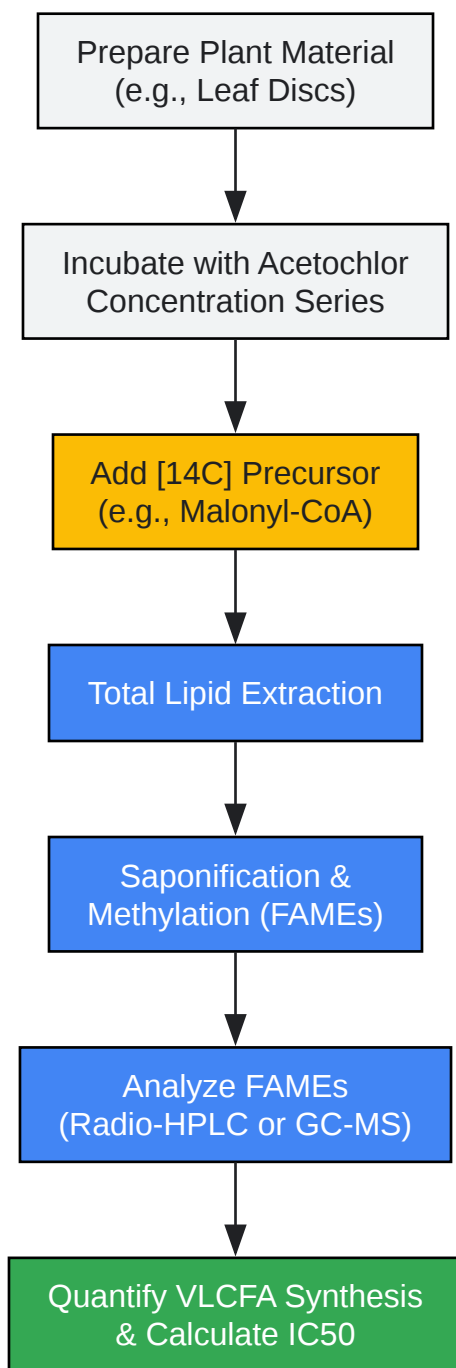 Prepare Plant Material
(e.g., Leaf Discs)
Incubate with Acetochlor
Concentration Series
Add [14C] Precursor
(e.g., Malonyl-CoA)
Total Lipid Extraction
Saponification &
Methylation (FAMEs)
Analyze FAMEs
(Radio-HPLC or GC-MS)
Quantify VLCFA Synthesis
& Calculate IC50